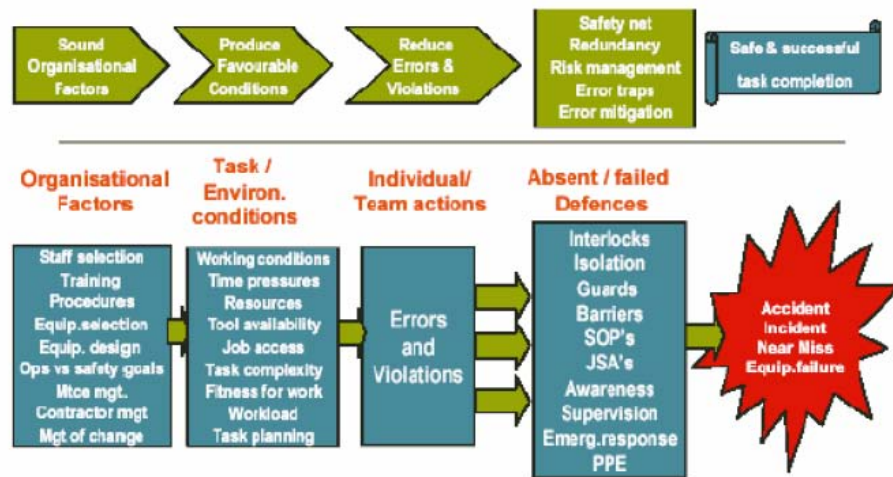 Sound
Organisational
Factors
Produce
Favourable
Conditions
Reduce
Errors &
Violations
Safety net
Redundancy
Risk management
Error traps
Error mitigation
Safe & successful
task completion
Organisational
Factors
Task /
Environ.
conditions
Individual/
Team actions
Absent / failed
Defences
Staff selection
Training
Procedures
Equip.selection
Equip. design
Ops vs safety goals
Mtce mgt.
Contractor mgt
Mgt of change
Working conditions
Time pressures
Resources
Tool availability
Job access
Task complexity
Fitness for work
Workload
Task planning
Errors
and
Violations
Interlocks
Isolation
Guards
Barriers
SOP's
JSA's
Awareness
Supervision
Emerg.response
PPE
Accident
Incident
Near Miss
Equip.failure